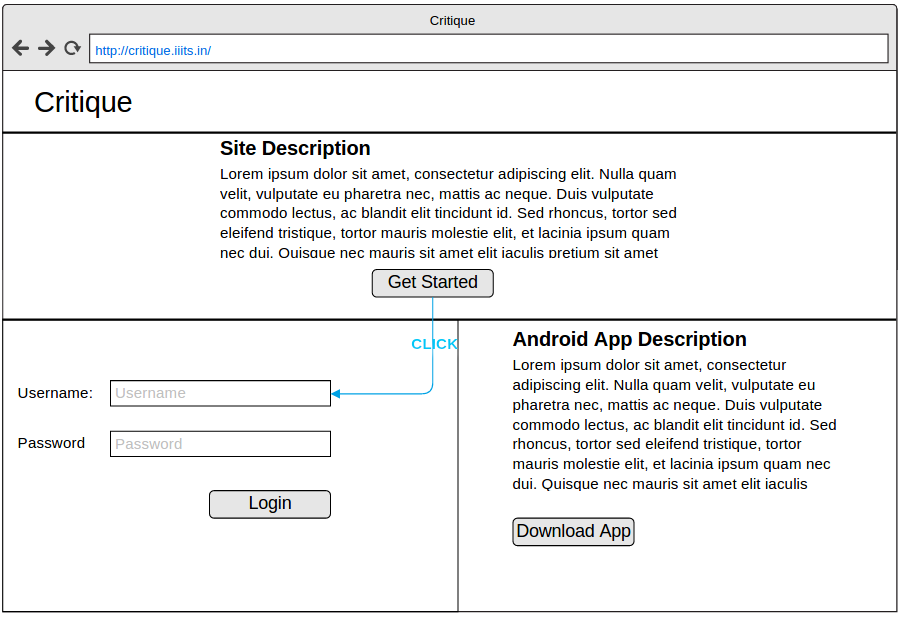 Critique
http://critique.iiits.in/
Critique
Site Description
Lorem ipsum dolor sit amet, consectetur adipiscing elit. Nulla quam
velit, vulputate eu pharetra nec, mattis ac neque. Duis vulputate
commodo lectus, ac blandit elit tincidunt id. Sed rhoncus, tortor sed
eleifend tristique, tortor mauris molestie elit, et lacinia ipsum quam
nec dui. Quisque nec mauris sit amet elit iaculis pretium sit amet
Get Started
CLICK
Username:
Username
Password
Password
Login
Android App Description
Lorem ipsum dolor sit amet, consectetur
adipiscing elit. Nulla quam velit, vulputate eu
pharetra nec, mattis ac neque. Duis vulputate
commodo lectus, ac blandit elit tincidunt id. Sed
rhoncus, tortor sed eleifend tristique, tortor
mauris molestie elit, et lacinia ipsum quam nec
dui. Quisque nec mauris sit amet elit iaculis
Download App